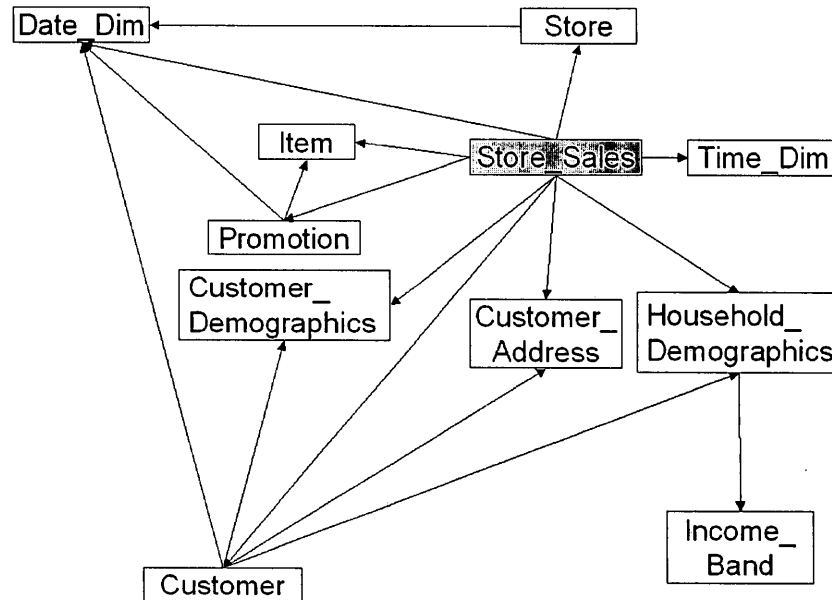 Date_Dim
Store
Item
Store_Sales
Time_Dim
Promotion
Customer_
Demographics
Customer_
Address
Household_
Demographics
Income_
Band
Customer